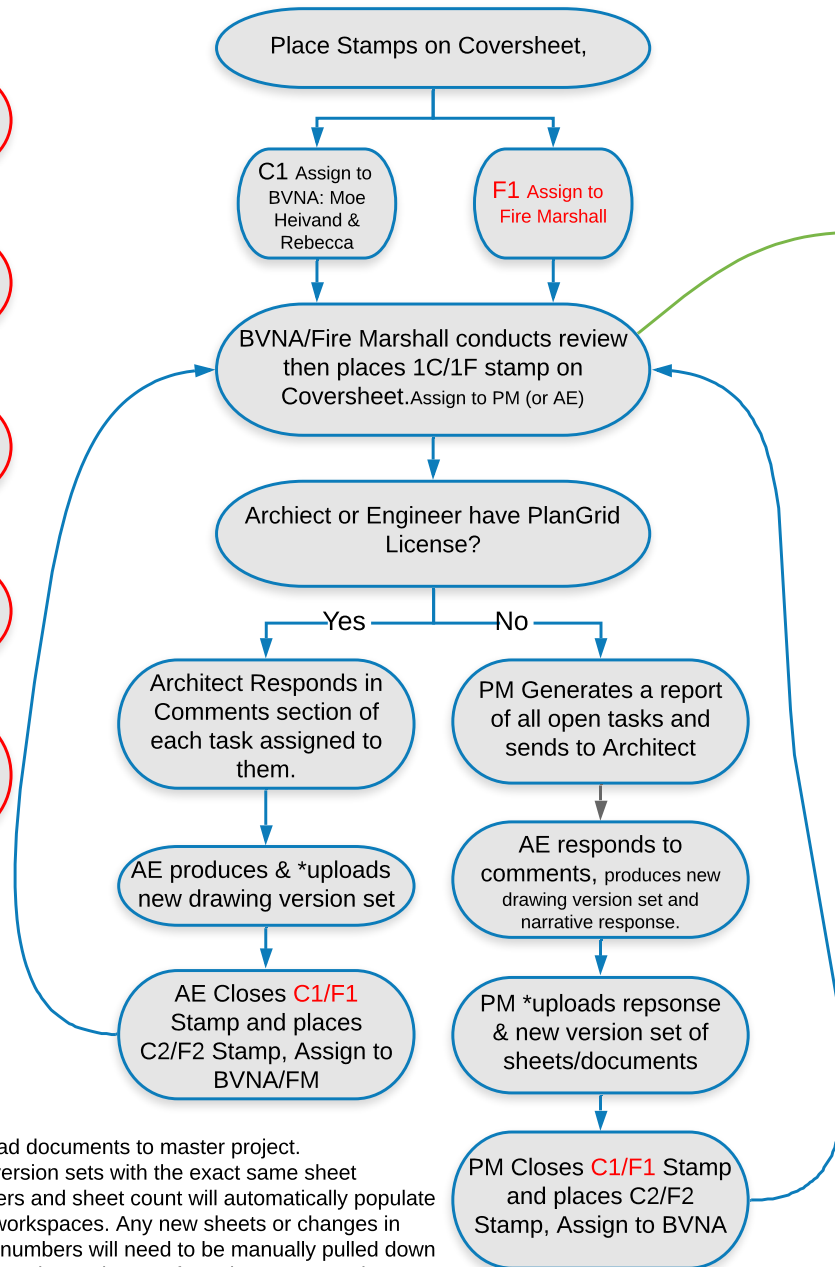 Place Stamps on Coversheet,
C1 Assign to
BVNA: Moe
Heivand &
Rebecca
F1 Assign to
Fire Marshall
BVNA/Fire Marshall conducts review
then places 1C/1F stamp on
Coversheet.Assign to PM (or AE)
Archiect or Engineer have PlanGrid
License?
Yes
No
Architect Responds in
Comments section of
each task assigned to
them.
PM Generates a report
of all open tasks and
sends to Architect
AE produces & *uploads
new drawing version set
AE responds to
comments, produces new
drawing version set and
narrative response.
AE Closes C1/F1
Stamp and places
C2/F2 Stamp, Assign to
BVNA/FM
PM *uploads repsonse
& new version set of
sheets/documents
PM Closes C1/F1 Stamp
and places C2/F2
Stamp, Assign to BVNA
ad documents to master project.
ersion sets with the exact same sheet
ers and sheet count will automatically populate
workspaces. Any new sheets or changes in
numbers will need to be manually pulled down